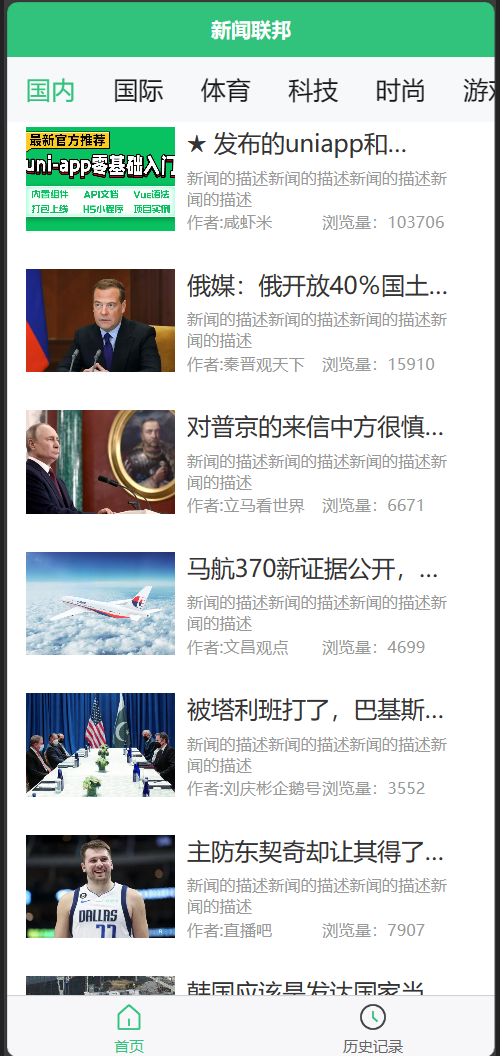 新闻联邦
国内 国际 体育 科技 时尚 游戏
最新官方推荐
uni-app零基础入门
内置组件 API文档 Vue语法
打包上线 H5小程序 项目实例
★ 发布的uniapp和...
新闻的描述新闻的描述新闻的描述新
闻的描述
作者:咸虾米 浏览量：103706
俄媒：俄开放40%国土...
新闻的描述新闻的描述新闻的描述新
闻的描述
作者:秦晋观天下 浏览量：15910
对普京的来信中方很慎...
新闻的描述新闻的描述新闻的描述新
闻的描述
作者:立马看世界 浏览量：6671
马航370新证据公开，...
新闻的描述新闻的描述新闻的描述新
闻的描述
作者:文昌观点 浏览量：4699
被塔利班打了，巴基斯...
新闻的描述新闻的描述新闻的描述新
闻的描述
作者:刘庆彬企鹅号 浏览量：3552
主防东契奇却让其得了...
新闻的描述新闻的描述新闻的描述新
闻的描述
作者:直播吧 浏览量：7907
DALLAS
77
韩国应该是发达国家当...
首页 历史记录